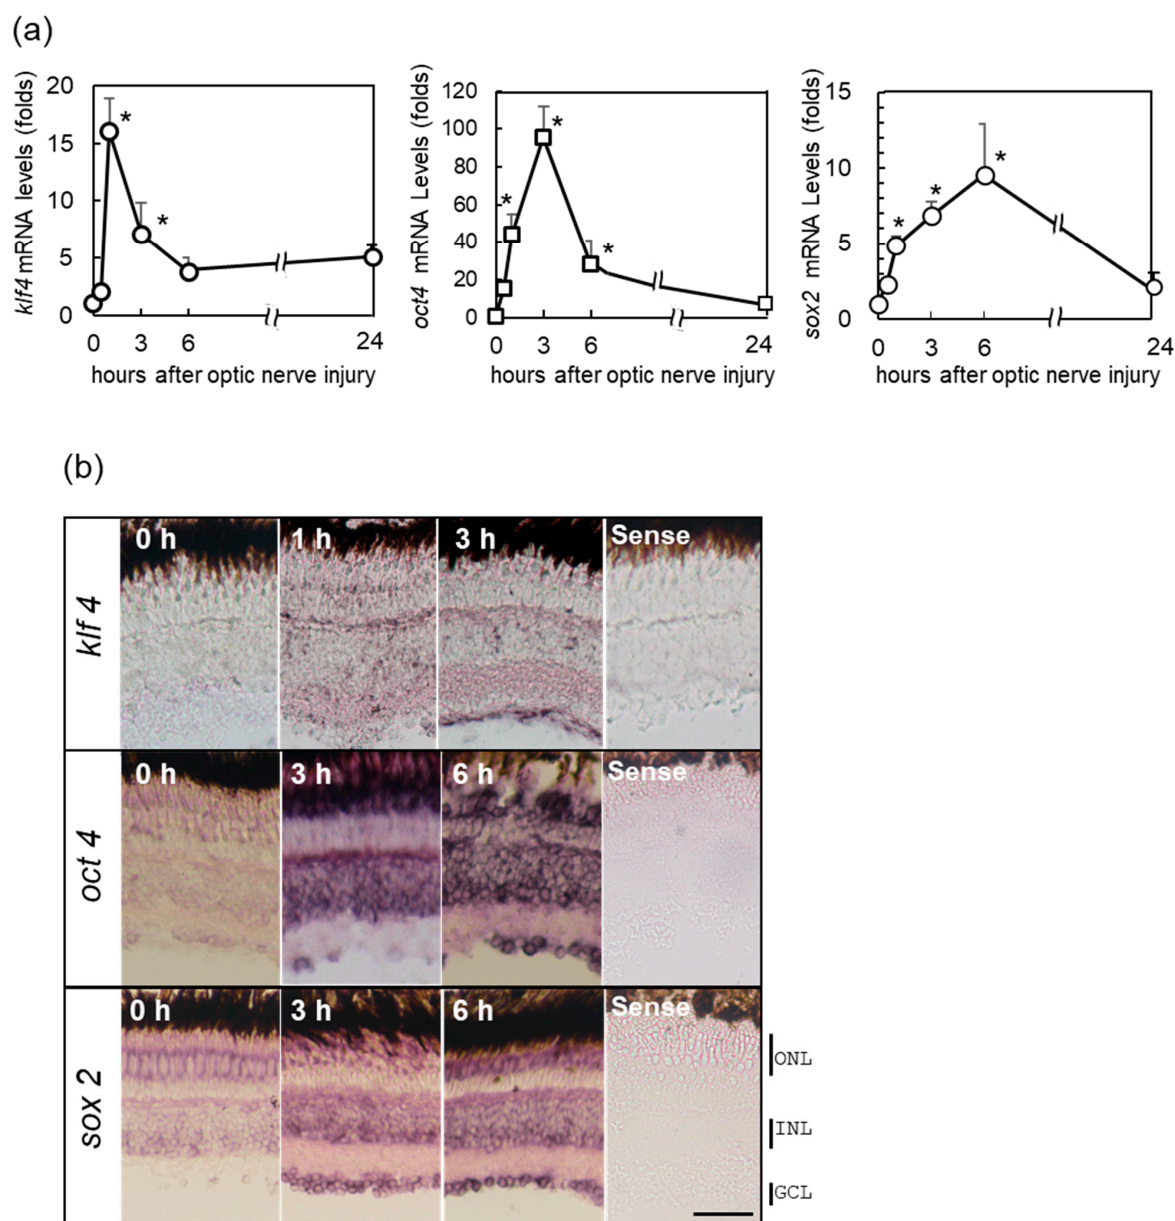 (a)
klf4 mRNA levels (folds)
20
15
10
5
0
*
*
0 3 6 24
hours after optic nerve injury
oct4 mRNA Levels (folds)
120
100
80
60
40
20
0
*
*
*
0 3 6 24
hours after optic nerve injury
sox2 mRNA Levels (folds)
15
10
5
0
*
*
*
0 3 6 24
hours after optic nerve injury
(b)
klf 4
0 h 1 h 3 h Sense
oct 4
0 h 3 h 6 h Sense
sox 2
0 h 3 h 6 h Sense
ONL
INL
GCL